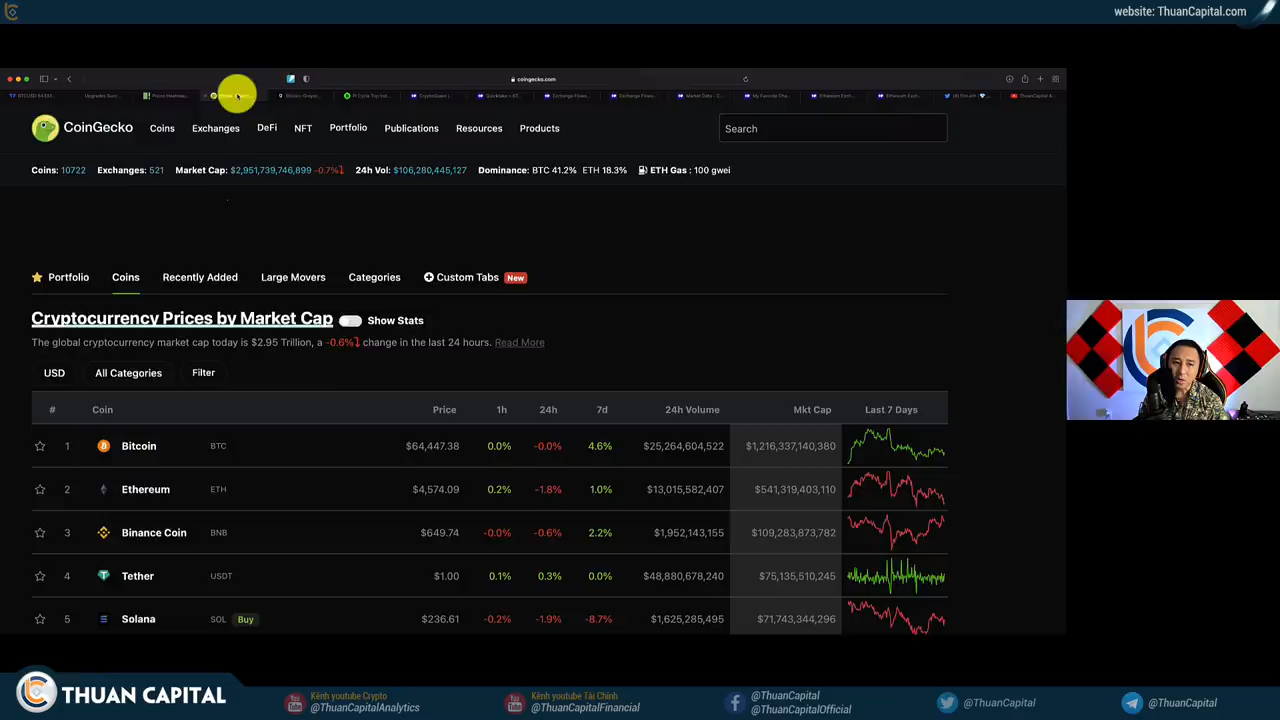 website: ThuanCapital.com
coingecko.com
CoinGecko
Coins Exchanges DeFi NFT Portfolio Publications Resources Products
Search
Coins: 10722 Exchanges: 521 Market Cap: $2,951,739,746,899 -0.7% 24h Vol: $106,280,445,127 Dominance: BTC 41.2% ETH 18.3% ETH Gas : 100 gwei
Portfolio Coins Recently Added Large Movers Categories Custom Tabs New
Cryptocurrency Prices by Market Cap Show Stats
The global cryptocurrency market cap today is $2.95 Trillion, a -0.6% change in the last 24 hours. Read More
USD All Categories Filter
# Coin Price 1h 24h 7d 24h Volume Mkt Cap Last 7 Days
1 Bitcoin BTC $64,447.38 0.0% -0.0% 4.6% $25,264,604,522 $1,216,337,140,380
2 Ethereum ETH $4,574.09 0.2% -1.8% 1.0% $13,015,582,407 $541,319,403,110
3 Binance Coin BNB $649.74 -0.0% -0.6% 2.2% $1,952,143,155 $109,283,873,782
4 Tether USDT $1.00 0.1% 0.3% 0.0% $48,880,678,240 $75,135,510,245
5 Solana SOL Buy $236.61 -0.2% -1.9% -8.7% $1,625,285,495 $71,743,344,296
THUAN CAPITAL
Kênh youtube Crypto
@ThuanCapitalAnalytics
Kênh youtube Tài Chính
@ThuanCapitalFinancial
@ThuanCapital
@ThuanCapitalOfficial
@ThuanCapital
@ThuanCapital